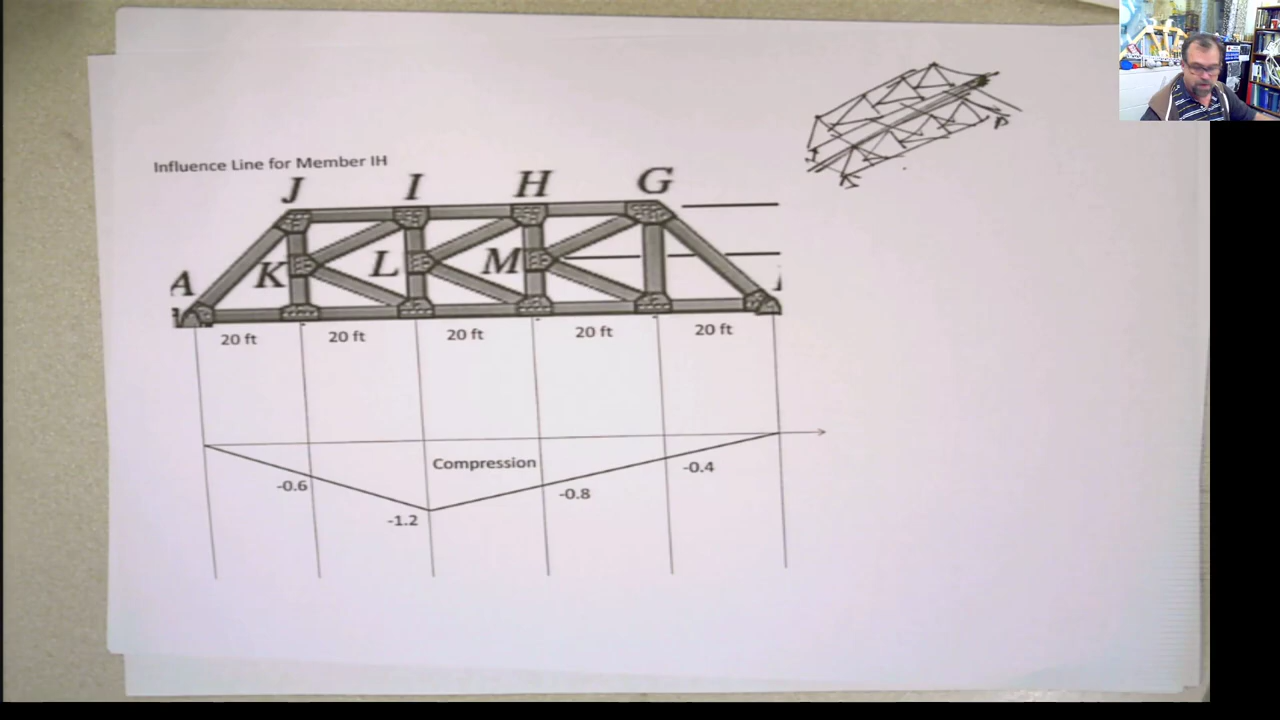 Influence Line for Member IH
J I H G
A K L M
20 ft 20 ft 20 ft 20 ft 20 ft
Compression
-0.6 -0.4
-1.2 -0.8